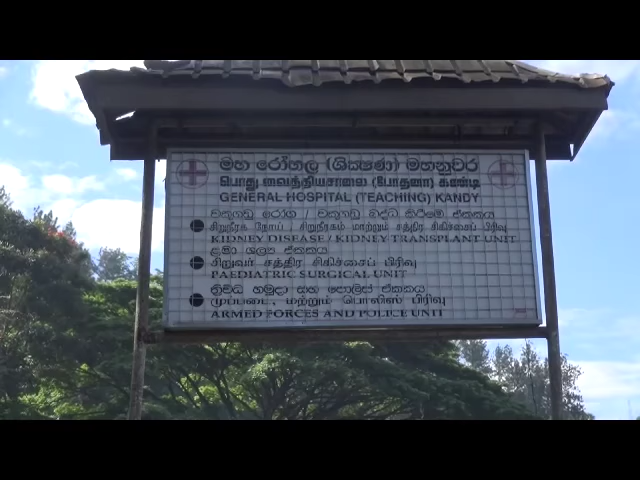 මහ රෝහල (ශික්ෂණ) මහනුවර
பொது வைத்தியசாலை (போதனா) கண்டி
GENERAL HOSPITAL (TEACHING) KANDY
වකුගඩු රෝග / වකුගඩු බද්ධ කිරීමේ ඒකකය
சிறுநீரக நோய் / சிறுநீரகம் மாற்றும் சத்திர சிகிச்சைப் பிரிவு
KIDNEY DISEASE / KIDNEY TRANSPLANT UNIT
ළමා ශල්‍ය ඒකකය
சிறுவர் சத்திர சிகிச்சைப் பிரிவு
PAEDIATRIC SURGICAL UNIT
ත්‍රිවිධ හමුදා සහ පොලිස් ඒකකය
முப்படை, மற்றும் பொலிஸ் பிரிவு
ARMED FORCES AND POLICE UNIT